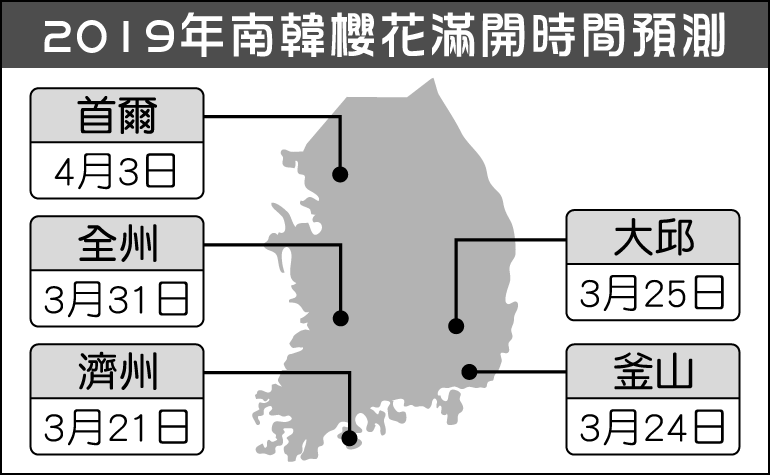 2019年南韓櫻花滿開時間預測
首爾
4月3日
全州
3月31日
濟州
3月21日
大邱
3月25日
釜山
3月24日